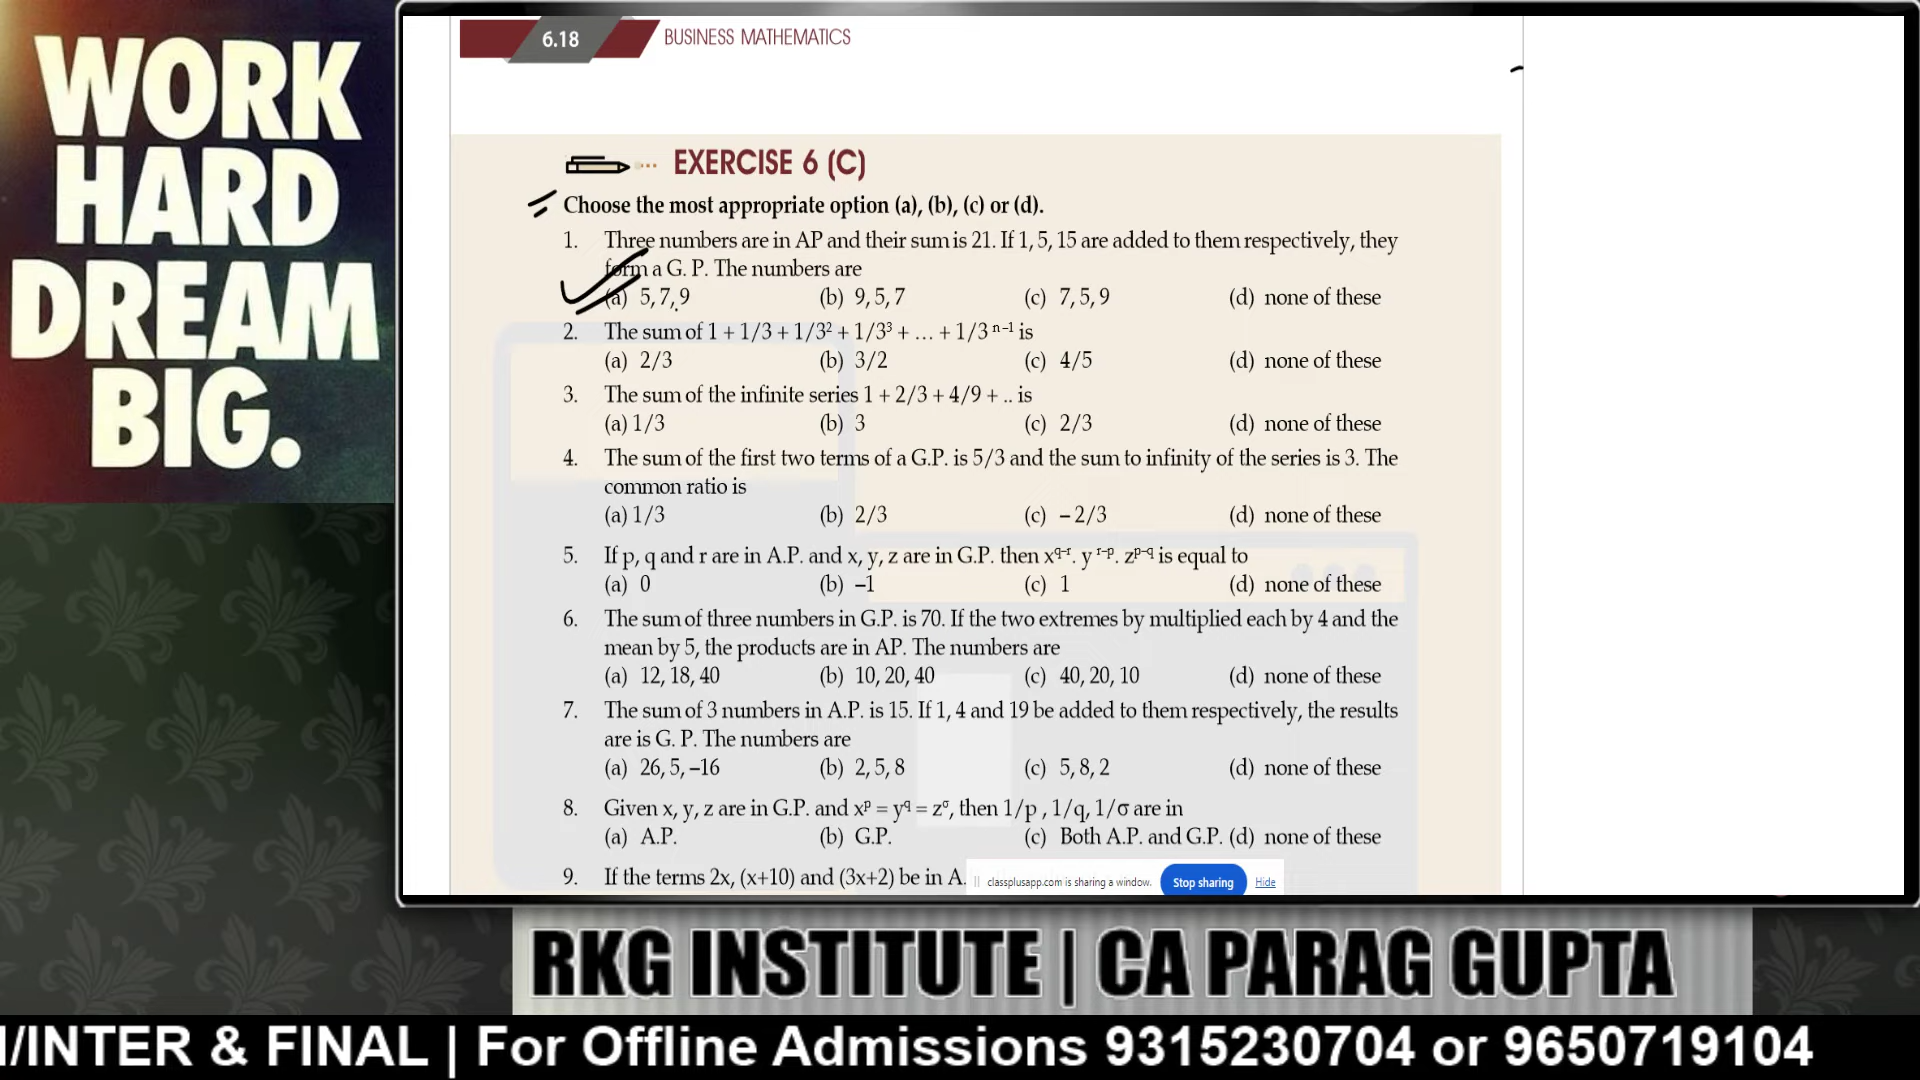 WORK
HARD
DREAM
BIG.
6.18 BUSINESS MATHEMATICS
EXERCISE 6 (C)
Choose the most appropriate option (a), (b), (c) or (d).
1. Three numbers are in AP and their sum is 21. If 1, 5, 15 are added to them respectively, they
form a G. P. The numbers are
(a) 5, 7, 9 (b) 9, 5, 7 (c) 7, 5, 9 (d) none of these
2. The sum of 1 + 1/3 + 1/3² + 1/3³ + … + 1/3 ⁿ⁻¹ is
(a) 2/3 (b) 3/2 (c) 4/5 (d) none of these
3. The sum of the infinite series 1 + 2/3 + 4/9 + .. is
(a) 1/3 (b) 3 (c) 2/3 (d) none of these
4. The sum of the first two terms of a G.P. is 5/3 and the sum to infinity of the series is 3. The
common ratio is
(a) 1/3 (b) 2/3 (c) – 2/3 (d) none of these
5. If p, q and r are in A.P. and x, y, z are in G.P. then x^(q–r). y^(r–p). z^(p–q) is equal to
(a) 0 (b) –1 (c) 1 (d) none of these
6. The sum of three numbers in G.P. is 70. If the two extremes by multiplied each by 4 and the
mean by 5, the products are in AP. The numbers are
(a) 12, 18, 40 (b) 10, 20, 40 (c) 40, 20, 10 (d) none of these
7. The sum of 3 numbers in A.P. is 15. If 1, 4 and 19 be added to them respectively, the results
are is G. P. The numbers are
(a) 26, 5, –16 (b) 2, 5, 8 (c) 5, 8, 2 (d) none of these
8. Given x, y, z are in G.P. and x^p = y^q = z^σ, then 1/p , 1/q, 1/σ are in
(a) A.P. (b) G.P. (c) Both A.P. and G.P. (d) none of these
9. If the terms 2x, (x+10) and (3x+2) be in A.
classplusapp.com is sharing a window. Stop sharing Hide
RKG INSTITUTE | CA PARAG GUPTA
/INTER & FINAL | For Offline Admissions 9315230704 or 9650719104